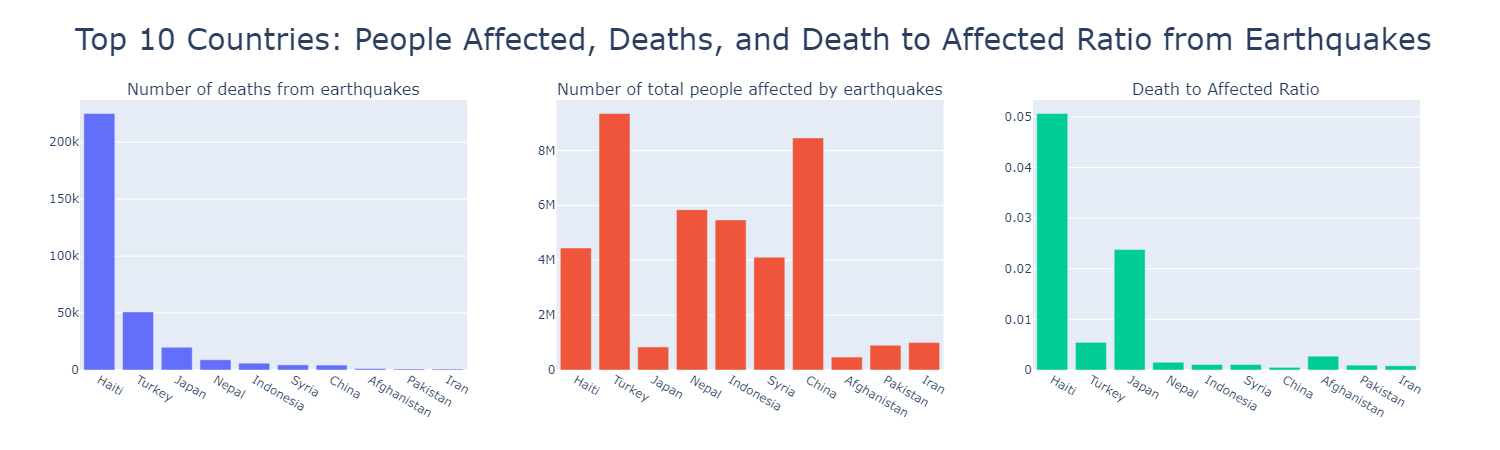 Top 10 Countries: People Affected, Deaths, and Death to Affected Ratio from Earthquakes
Number of deaths from earthquakes
200k
150k
100k
50k
0
Haiti
Turkey
Japan
Nepal
Indonesia
Syria
China
Afghanistan
Pakistan
Iran
Number of total people affected by earthquakes
8M
6M
4M
2M
0
Haiti
Turkey
Japan
Nepal
Indonesia
Syria
China
Afghanistan
Pakistan
Iran
Death to Affected Ratio
0.05
0.04
0.03
0.02
0.01
0
Haiti
Turkey
Japan
Nepal
Indonesia
Syria
China
Afghanistan
Pakistan
Iran